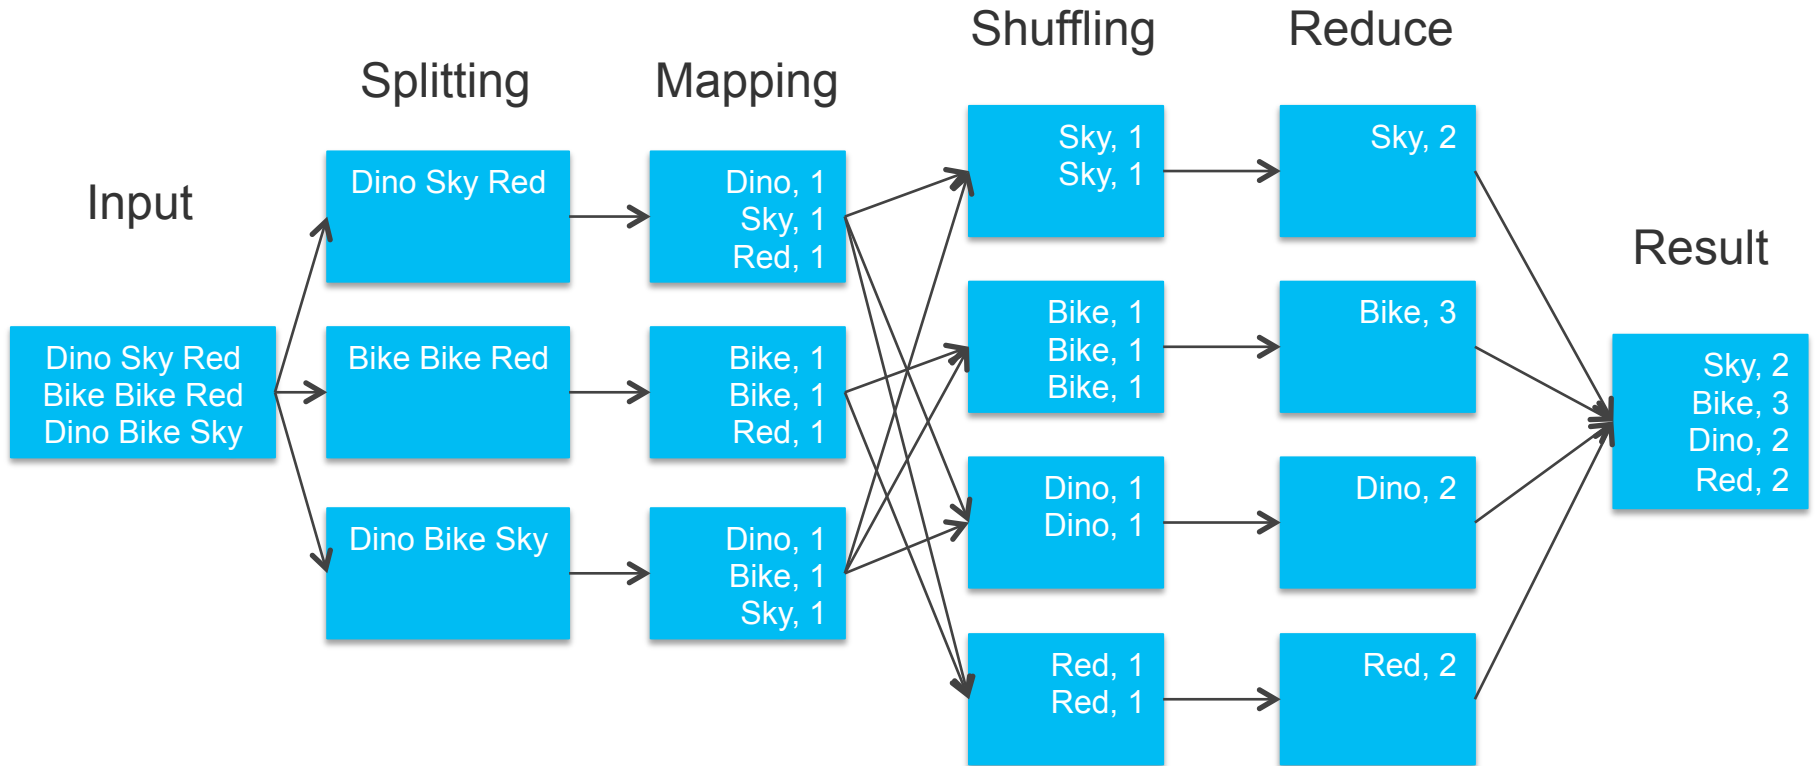 Input
Dino Sky Red
Bike Bike Red
Dino Bike Sky
Splitting
Dino Sky Red
Bike Bike Red
Dino Bike Sky
Mapping
Dino, 1
Sky, 1
Red, 1
Bike, 1
Bike, 1
Red, 1
Dino, 1
Bike, 1
Sky, 1
Shuffling
Sky, 1
Sky, 1
Bike, 1
Bike, 1
Bike, 1
Dino, 1
Dino, 1
Red, 1
Red, 1
Reduce
Sky, 2
Bike, 3
Dino, 2
Red, 2
Result
Sky, 2
Bike, 3
Dino, 2
Red, 2